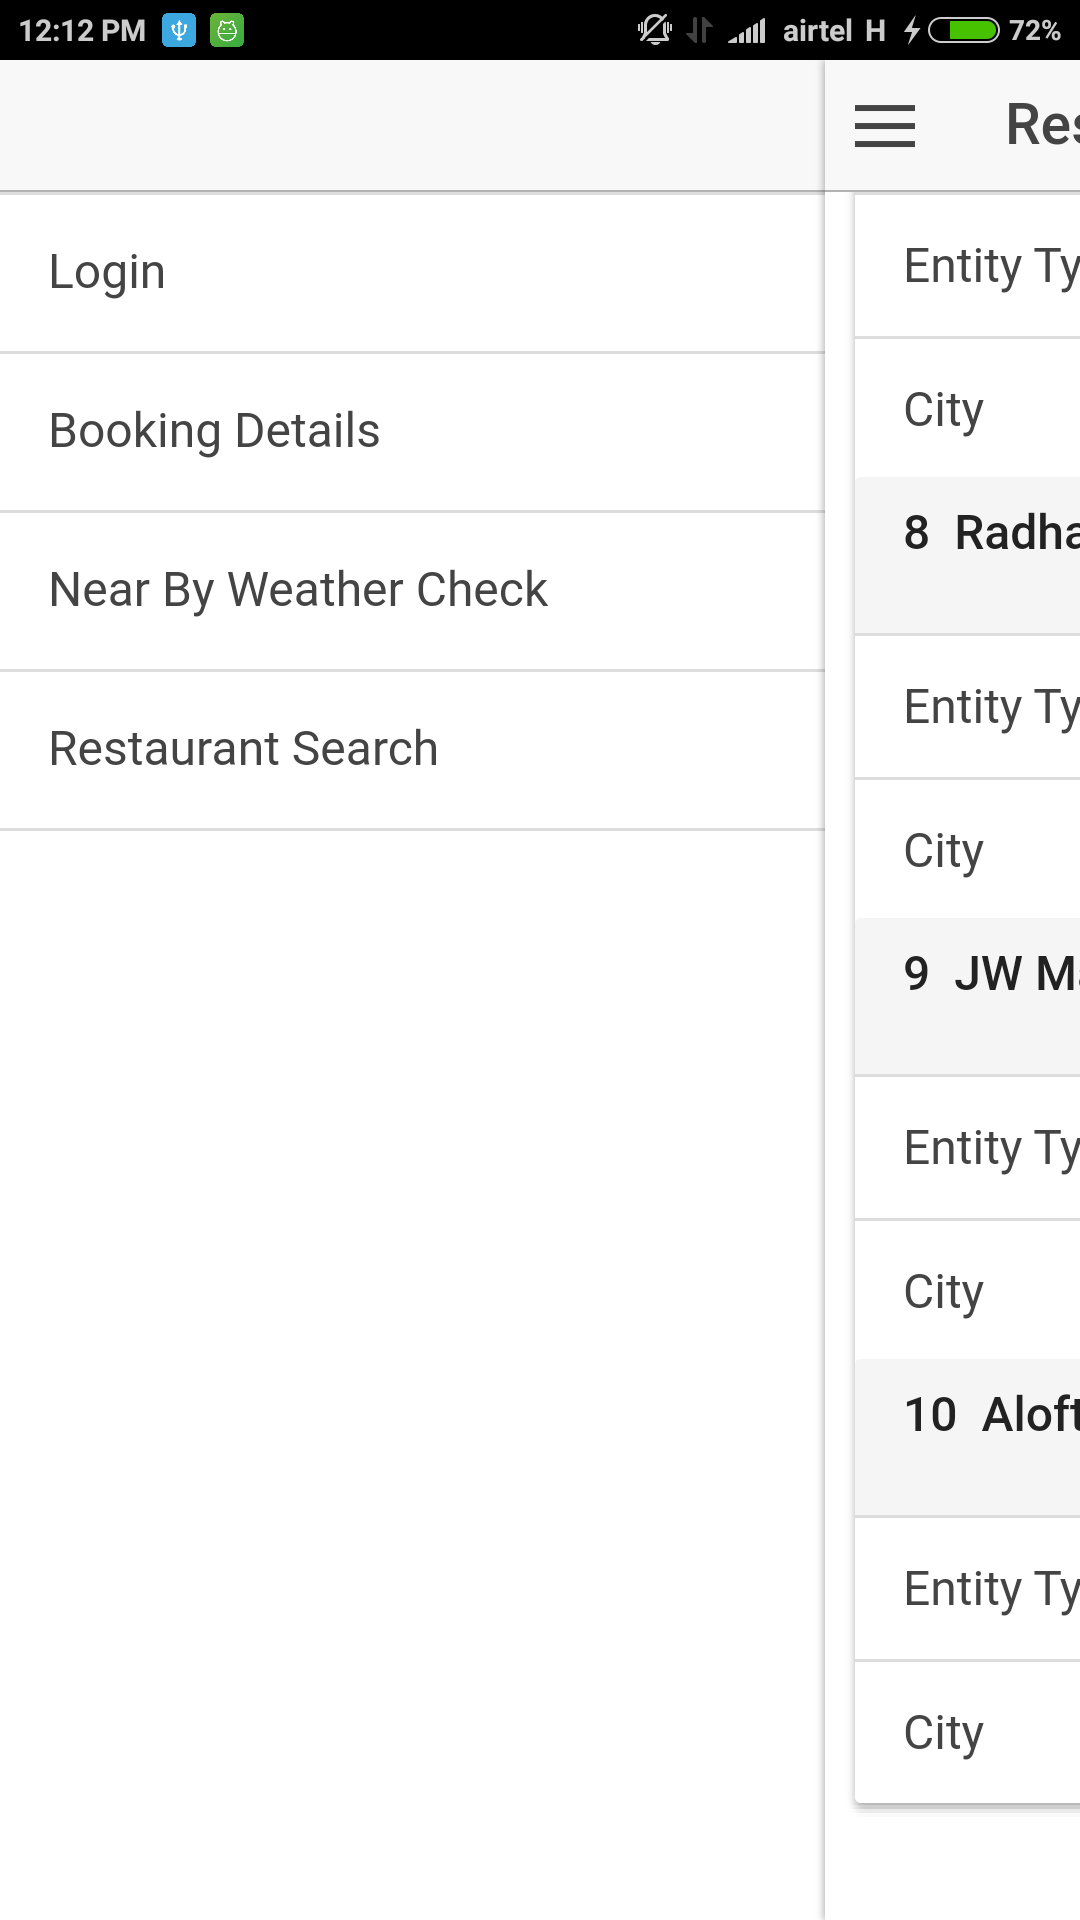 12:12 PM airtel H 72%
Login
Booking Details
Near By Weather Check
Restaurant Search
Res
Entity Ty
City
8 Radha
Entity Ty
City
9 JW Ma
Entity Ty
City
10 Aloft
Entity Ty
City